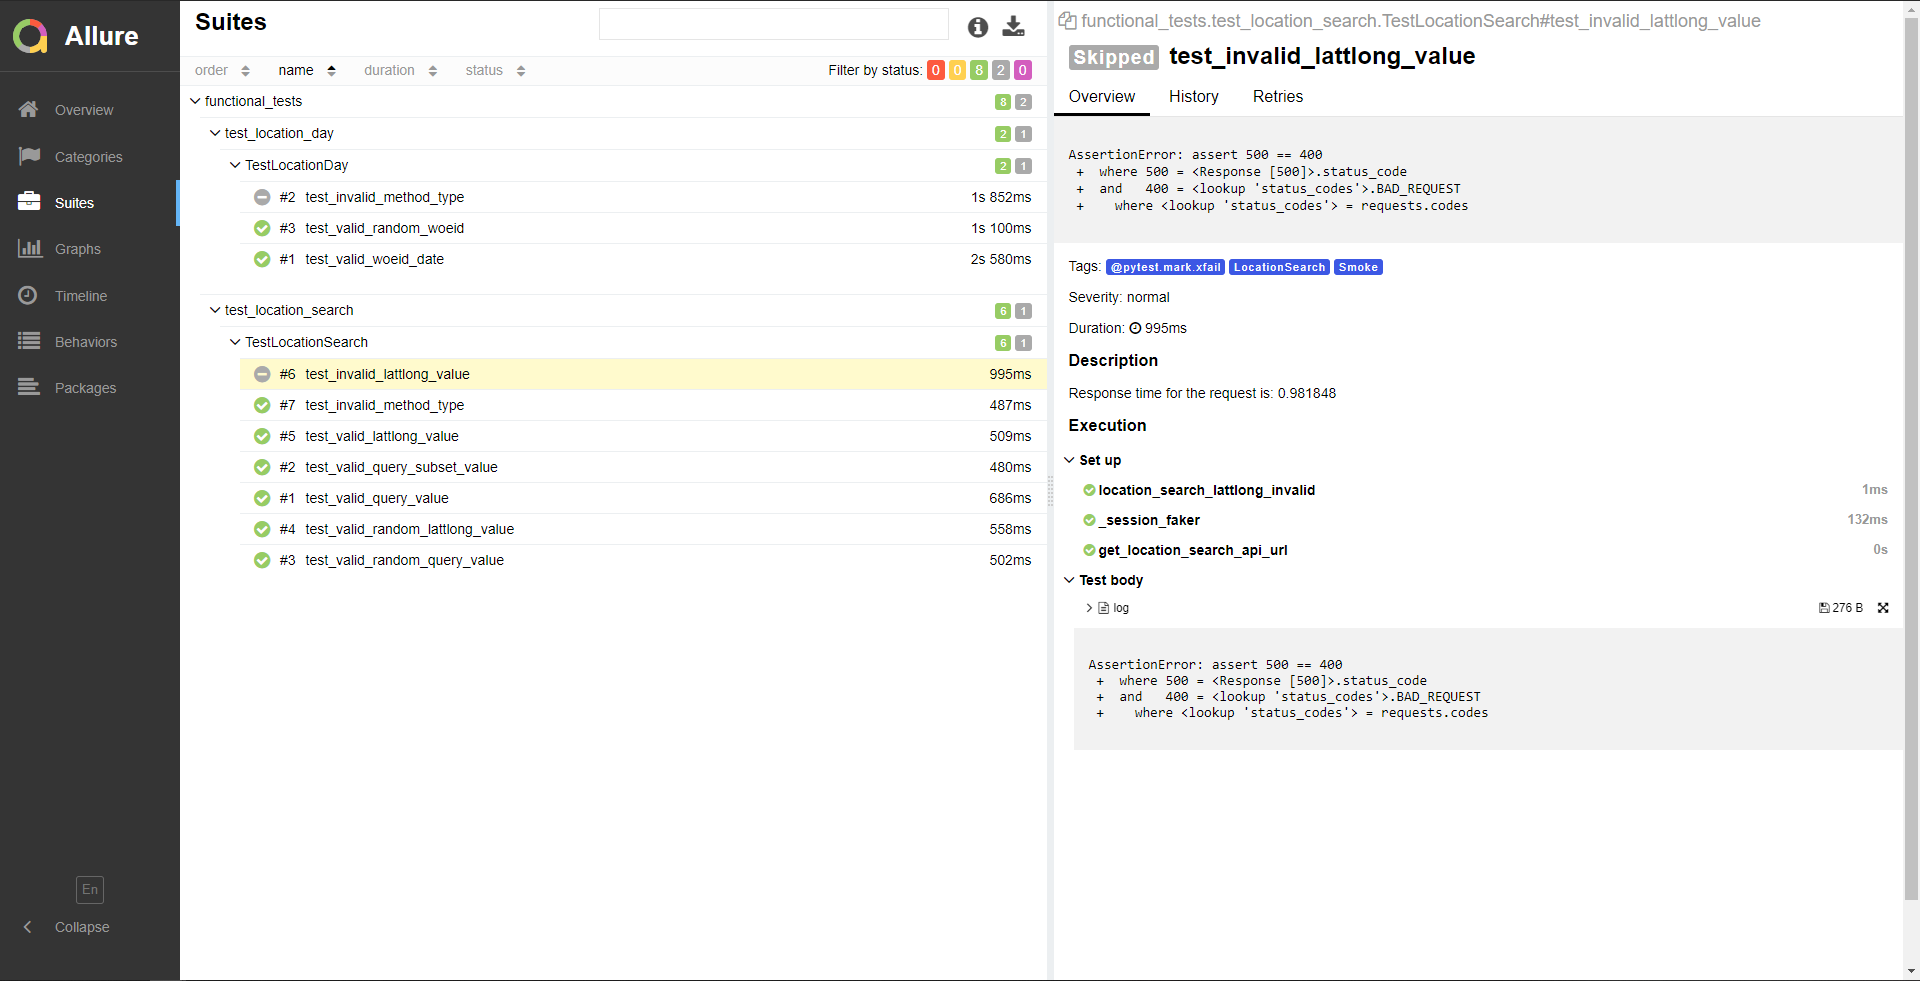 Allure
Overview
Categories
Suites
Graphs
Timeline
Behaviors
Packages
En
Collapse
Suites
order name duration status Filter by status: 0 0 8 2 0
functional_tests 8 2
test_location_day 2 1
TestLocationDay 2 1
#2 test_invalid_method_type 1s 852ms
#3 test_valid_random_woeid 1s 100ms
#1 test_valid_woeid_date 2s 580ms
test_location_search 6 1
TestLocationSearch 6 1
#6 test_invalid_lattlong_value 995ms
#7 test_invalid_method_type 487ms
#5 test_valid_lattlong_value 509ms
#2 test_valid_query_subset_value 480ms
#1 test_valid_query_value 686ms
#4 test_valid_random_lattlong_value 558ms
#3 test_valid_random_query_value 502ms
functional_tests.test_location_search.TestLocationSearch#test_invalid_lattlong_value
Skipped test_invalid_lattlong_value
Overview History Retries
AssertionError: assert 500 == 400
+ where 500 = <Response [500]>.status_code
+ and 400 = <lookup 'status_codes'>.BAD_REQUEST
+ where <lookup 'status_codes'> = requests.codes
Tags: @pytest.mark.xfail LocationSearch Smoke
Severity: normal
Duration: 995ms
Description
Response time for the request is: 0.981848
Execution
Set up
location_search_lattlong_invalid 1ms
_session_faker 132ms
get_location_search_api_url 0s
Test body
log 276 B
AssertionError: assert 500 == 400
+ where 500 = <Response [500]>.status_code
+ and 400 = <lookup 'status_codes'>.BAD_REQUEST
+ where <lookup 'status_codes'> = requests.codes